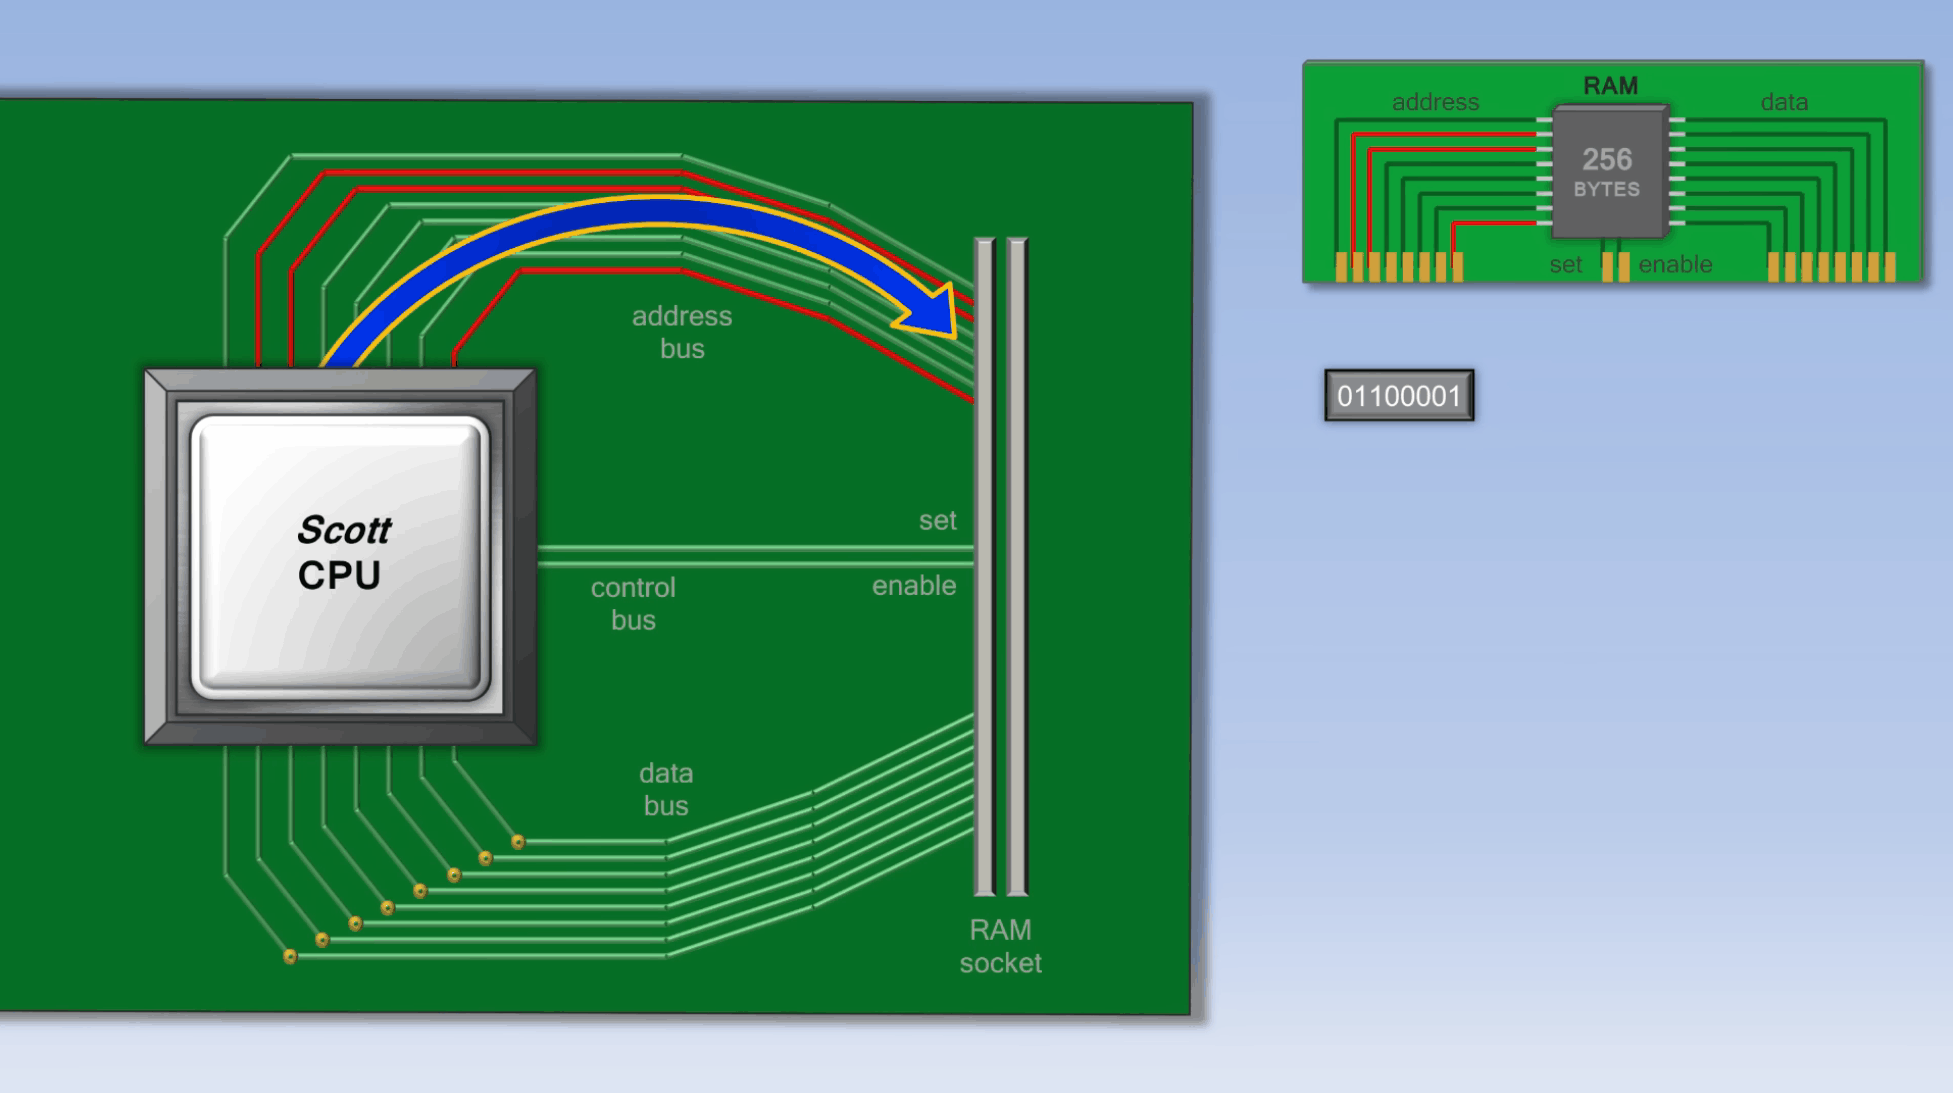 RAM
address
data
256
BYTES
set
enable
address
bus
01100001
Scott
CPU
set
control
bus
enable
data
bus
RAM
socket